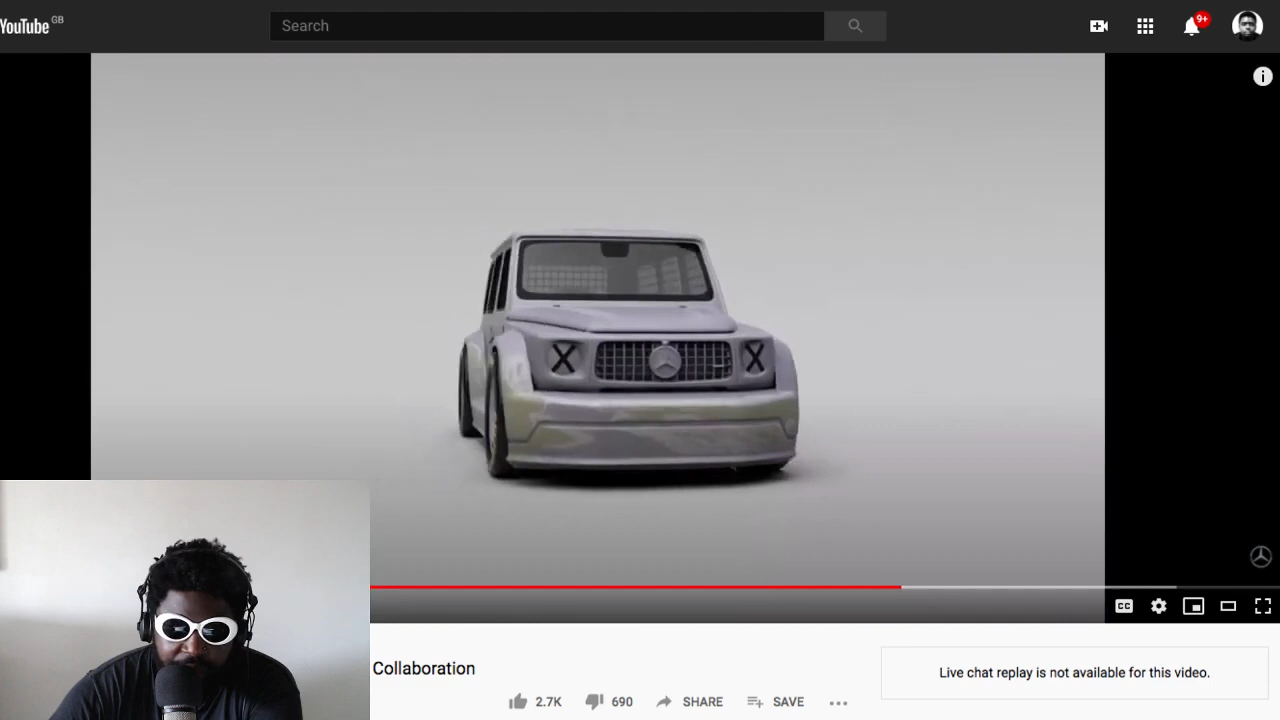 YouTube GB
Search
9+
i
CC
Collaboration
2.7K
690
SHARE
SAVE
Live chat replay is not available for this video.